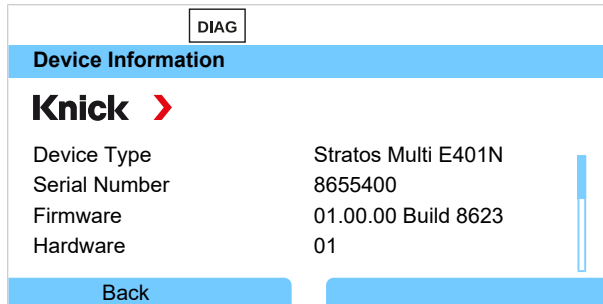 DIAG
Device Information
Knick
Device Type Stratos Multi E401N
Serial Number 8655400
Firmware 01.00.00 Build 8623
Hardware 01
Back